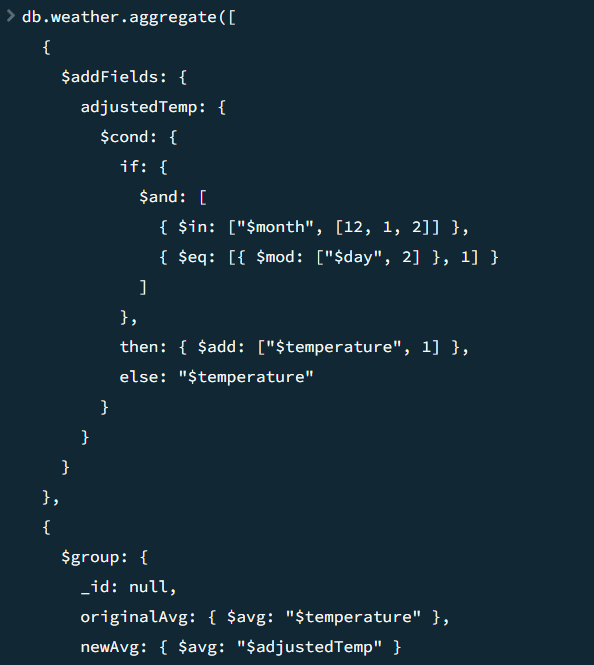 > db.weather.aggregate([
{
$addFields: {
adjustedTemp: {
$cond: {
if: {
$and: [
{ $in: ["$month", [12, 1, 2]] },
{ $eq: [{ $mod: ["$day", 2] }, 1] }
]
},
then: { $add: ["$temperature", 1] },
else: "$temperature"
}
}
}
},
{
$group: {
_id: null,
originalAvg: { $avg: "$temperature" },
newAvg: { $avg: "$adjustedTemp" }